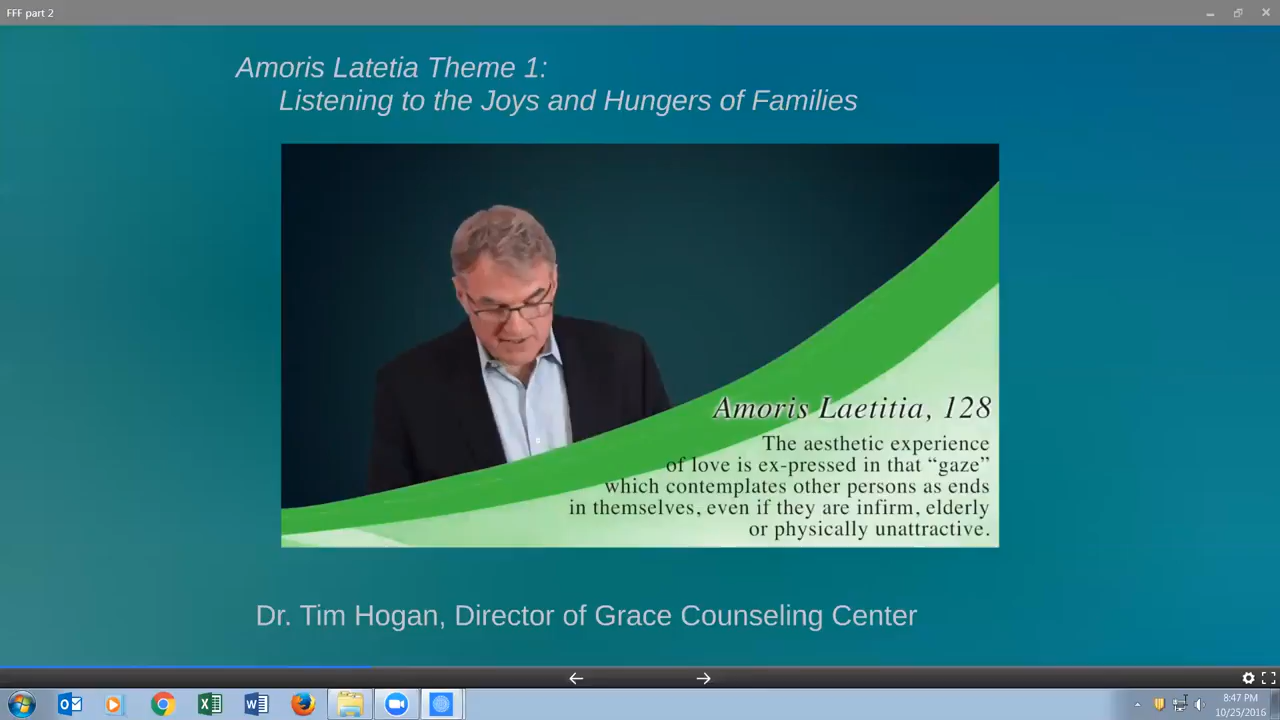 FFF part 2
Amoris Latetia Theme 1:
Listening to the Joys and Hungers of Families
Amoris Laetitia, 128
The aesthetic experience
of love is ex-pressed in that “gaze”
which contemplates other persons as ends
in themselves, even if they are infirm, elderly
or physically unattractive.
Dr. Tim Hogan, Director of Grace Counseling Center
8:47 PM
10/25/2016